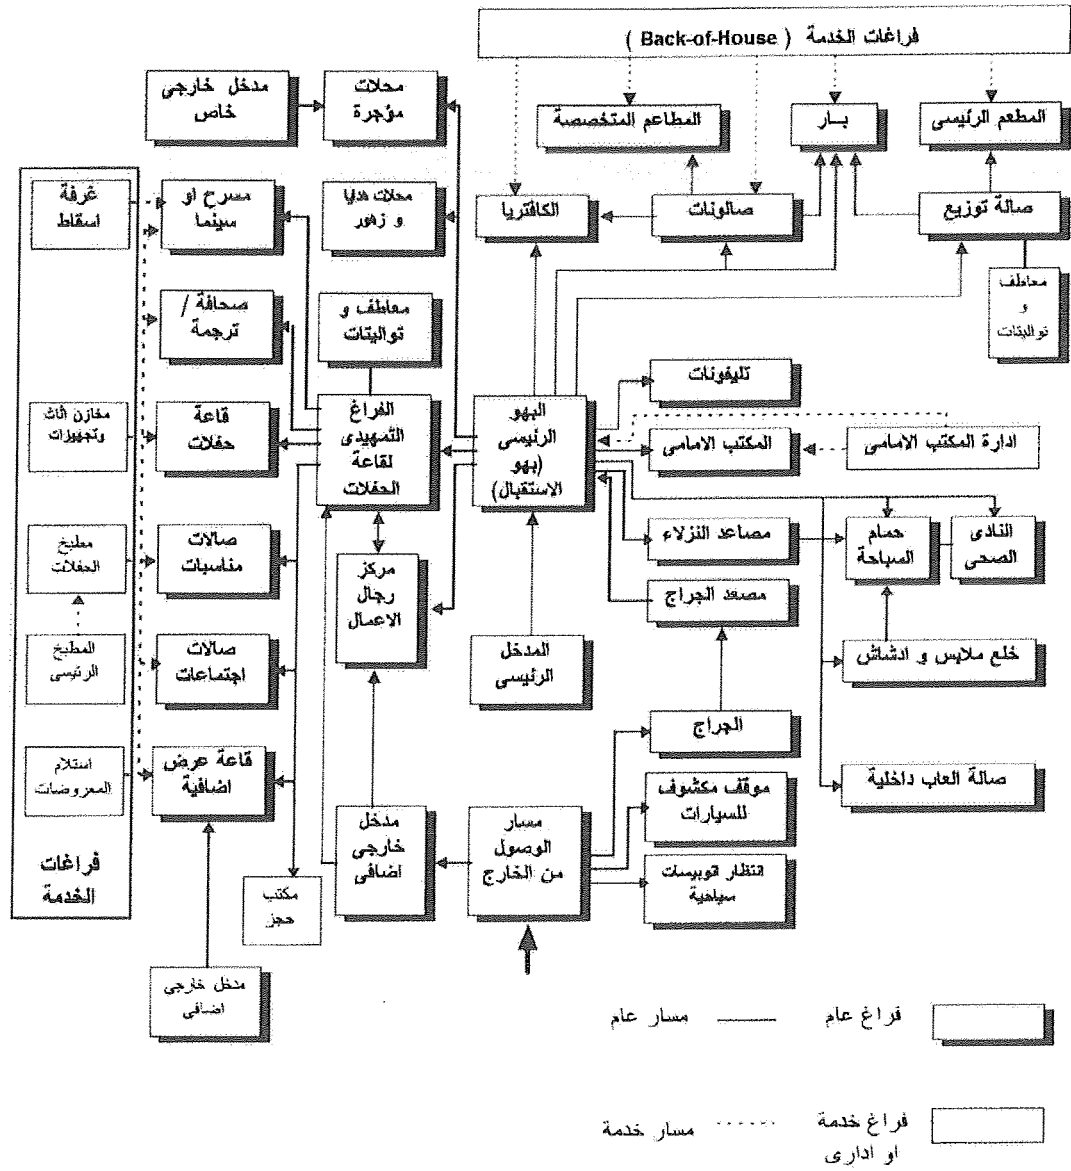 فراغات الخدمة ( Back-of-House )
مدخل خارجى
خاص
محلات
مؤجرة
المطاعم المتخصصة
بـار
المطعم الرئيسى
غرفة
اسقاط
مسرح او
سينما
محلات هدايا
و زهور
الكافتريا
صالونات
صالة توزيع
صحافة /
ترجمة
معاطف و
تواليتات
معاطف
و
تواليتات
تليفونات
مخازن اثاث
وتجهيزات
قاعة
حفلات
الفراغ
التمهيدى
لقاعة
الحفلات
البهو
الرئيسى
(بهو
الاستقبال)
المكتب الامامى
ادارة المكتب الامامى
مطبخ
الحفلات
صالات
مناسبات
مركز
رجال
الاعمال
مصاعد النزلاء
حمام
السباحة
النادى
الصحى
مصعد الجراج
المطبخ
الرئيسى
صالات
اجتماعات
المدخل
الرئيسى
خلع ملابس و ادشاش
الجراج
استلام
المعروضات
قاعة عرض
اضافية
موقف مكشوف
للسيارات
صالة العاب داخلية
مدخل
خارجى
اضافى
مسار
الوصول
من الخارج
انتظار اتوبيسات
سياحية
فراغات
الخدمة
مكتب
حجز
مدخل خارجى
اضافى
فراغ عام
مسار عام
فراغ خدمة
او ادارى
مسار خدمة